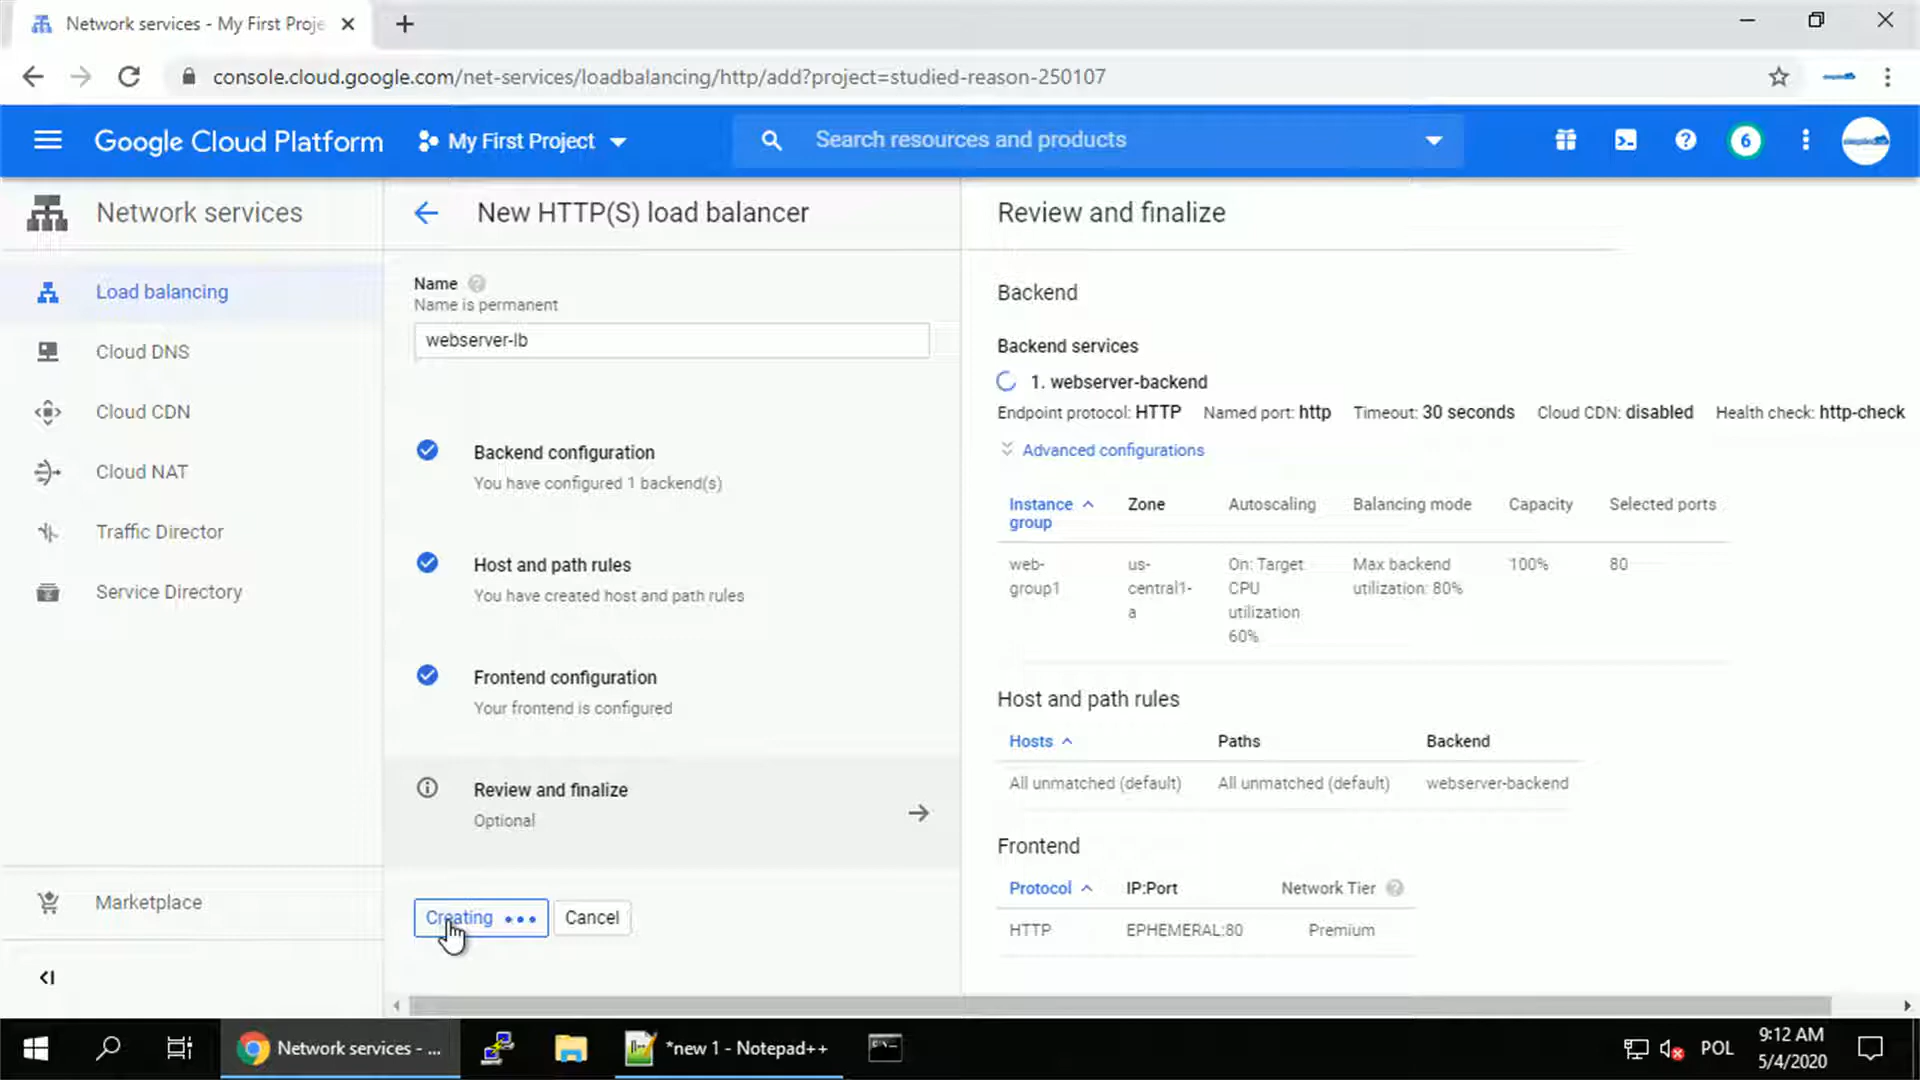 Network services - My First Proje
console.cloud.google.com/net-services/loadbalancing/http/add?project=studied-reason-250107
Google Cloud Platform
My First Project
Search resources and products
6
Network services
Load balancing
Cloud DNS
Cloud CDN
Cloud NAT
Traffic Director
Service Directory
Marketplace
New HTTP(S) load balancer
Name
Name is permanent
webserver-lb
Backend configuration
You have configured 1 backend(s)
Host and path rules
You have created host and path rules
Frontend configuration
Your frontend is configured
Review and finalize
Optional
Creating
Cancel
Review and finalize
Backend
Backend services
1. webserver-backend
Endpoint protocol: HTTP Named port: http Timeout: 30 seconds Cloud CDN: disabled Health check: http-check
Advanced configurations
Instance group Zone Autoscaling Balancing mode Capacity Selected ports
web-group1 us-central1-a On: Target CPU utilization 60% Max backend utilization: 80% 100% 80
Host and path rules
Hosts Paths Backend
All unmatched (default) All unmatched (default) webserver-backend
Frontend
Protocol IP:Port Network Tier
HTTP EPHEMERAL:80 Premium
Network services - ...
*new 1 - Notepad++
POL
9:12 AM
5/4/2020